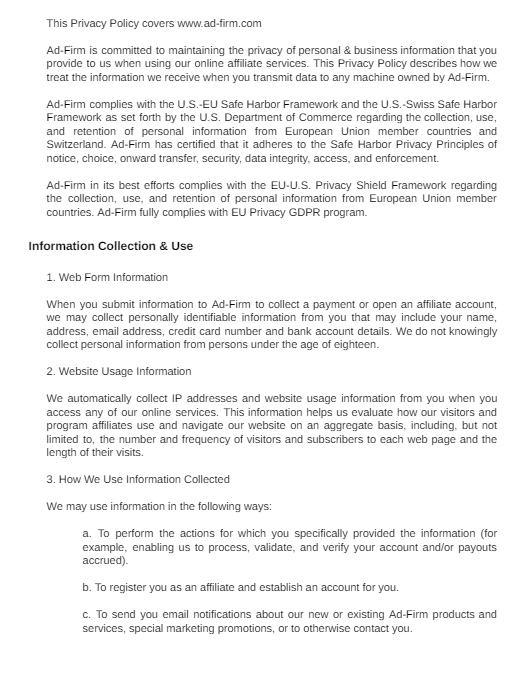 This Privacy Policy covers www.ad-firm.com
Ad-Firm is committed to maintaining the privacy of personal & business information that you
provide to us when using our online affiliate services. This Privacy Policy describes how we
treat the information we receive when you transmit data to any machine owned by Ad-Firm.
Ad-Firm complies with the U.S.-EU Safe Harbor Framework and the U.S.-Swiss Safe Harbor
Framework as set forth by the U.S. Department of Commerce regarding the collection, use,
and retention of personal information from European Union member countries and
Switzerland. Ad-Firm has certified that it adheres to the Safe Harbor Privacy Principles of
notice, choice, onward transfer, security, data integrity, access, and enforcement.
Ad-Firm in its best efforts complies with the EU-U.S. Privacy Shield Framework regarding
the collection, use, and retention of personal information from European Union member
countries. Ad-Firm fully complies with EU Privacy GDPR program.
Information Collection & Use
1. Web Form Information
When you submit information to Ad-Firm to collect a payment or open an affiliate account,
we may collect personally identifiable information from you that may include your name,
address, email address, credit card number and bank account details. We do not knowingly
collect personal information from persons under the age of eighteen.
2. Website Usage Information
We automatically collect IP addresses and website usage information from you when you
access any of our online services. This information helps us evaluate how our visitors and
program affiliates use and navigate our website on an aggregate basis, including, but not
limited to, the number and frequency of visitors and subscribers to each web page and the
length of their visits.
3. How We Use Information Collected
We may use information in the following ways:
a. To perform the actions for which you specifically provided the information (for
example, enabling us to process, validate, and verify your account and/or payouts
accrued).
b. To register you as an affiliate and establish an account for you.
c. To send you email notifications about our new or existing Ad-Firm products and
services, special marketing promotions, or to otherwise contact you.